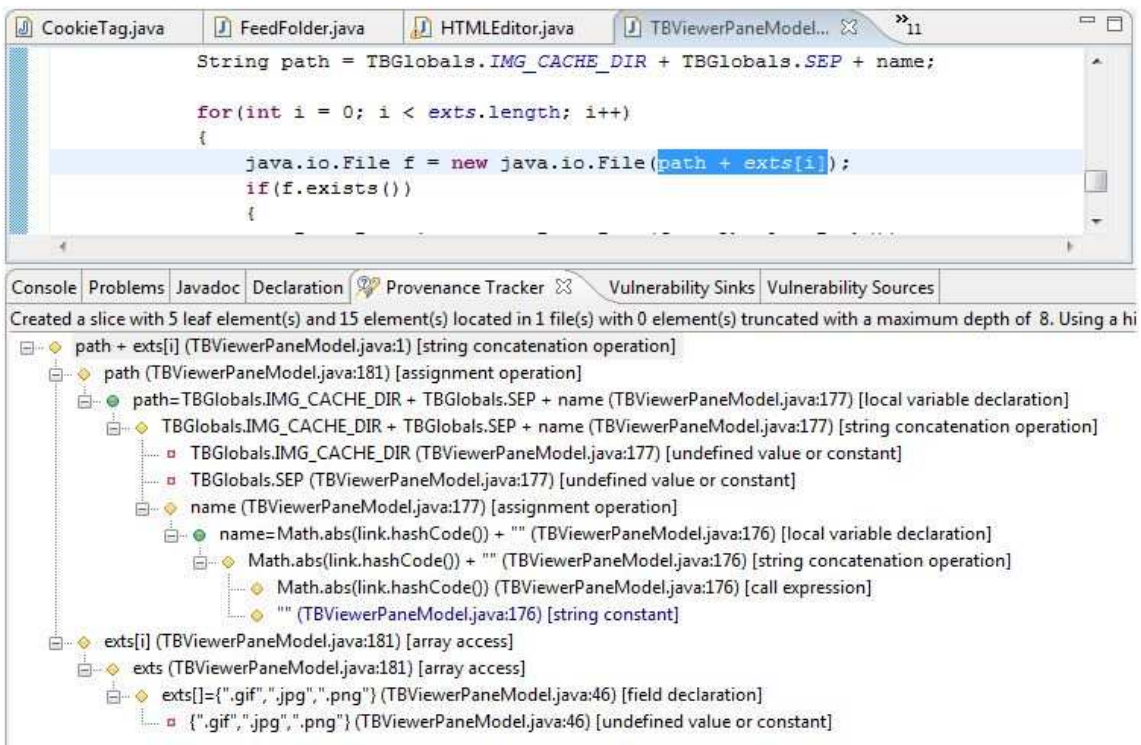 CookieTag.java FeedFolder.java HTMLEditor.java TBViewerPaneModel... »11
String path = TBGlobals.IMG_CACHE_DIR + TBGlobals.SEP + name;
for(int i = 0; i < exts.length; i++)
{
java.io.File f = new java.io.File(path + exts[i]);
if(f.exists())
{
Console Problems Javadoc Declaration Provenance Tracker Vulnerability Sinks Vulnerability Sources
Created a slice with 5 leaf element(s) and 15 element(s) located in 1 file(s) with 0 element(s) truncated with a maximum depth of 8. Using a hi
path + exts[i] (TBViewerPaneModel.java:1) [string concatenation operation]
path (TBViewerPaneModel.java:181) [assignment operation]
path=TBGlobals.IMG_CACHE_DIR + TBGlobals.SEP + name (TBViewerPaneModel.java:177) [local variable declaration]
TBGlobals.IMG_CACHE_DIR + TBGlobals.SEP + name (TBViewerPaneModel.java:177) [string concatenation operation]
TBGlobals.IMG_CACHE_DIR (TBViewerPaneModel.java:177) [undefined value or constant]
TBGlobals.SEP (TBViewerPaneModel.java:177) [undefined value or constant]
name (TBViewerPaneModel.java:177) [assignment operation]
name=Math.abs(link.hashCode()) + "" (TBViewerPaneModel.java:176) [local variable declaration]
Math.abs(link.hashCode()) + "" (TBViewerPaneModel.java:176) [string concatenation operation]
Math.abs(link.hashCode()) (TBViewerPaneModel.java:176) [call expression]
"" (TBViewerPaneModel.java:176) [string constant]
exts[i] (TBViewerPaneModel.java:181) [array access]
exts (TBViewerPaneModel.java:181) [array access]
exts[]={".gif",".jpg",".png"} (TBViewerPaneModel.java:46) [field declaration]
{".gif",".jpg",".png"} (TBViewerPaneModel.java:46) [undefined value or constant]